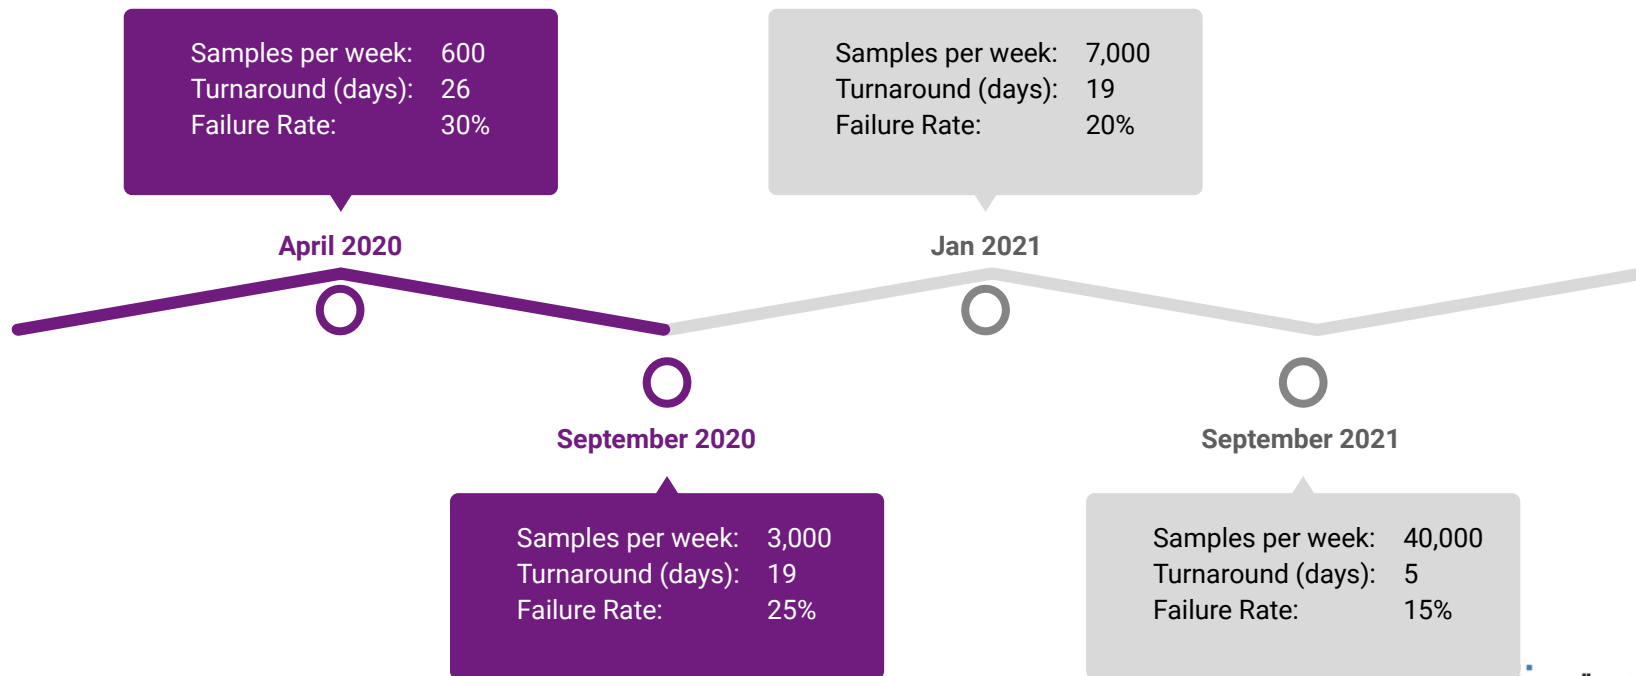 Samples per week: 600
Turnaround (days): 26
Failure Rate: 30%
April 2020
Samples per week: 7,000
Turnaround (days): 19
Failure Rate: 20%
Jan 2021
September 2020
Samples per week: 3,000
Turnaround (days): 19
Failure Rate: 25%
September 2021
Samples per week: 40,000
Turnaround (days): 5
Failure Rate: 15%